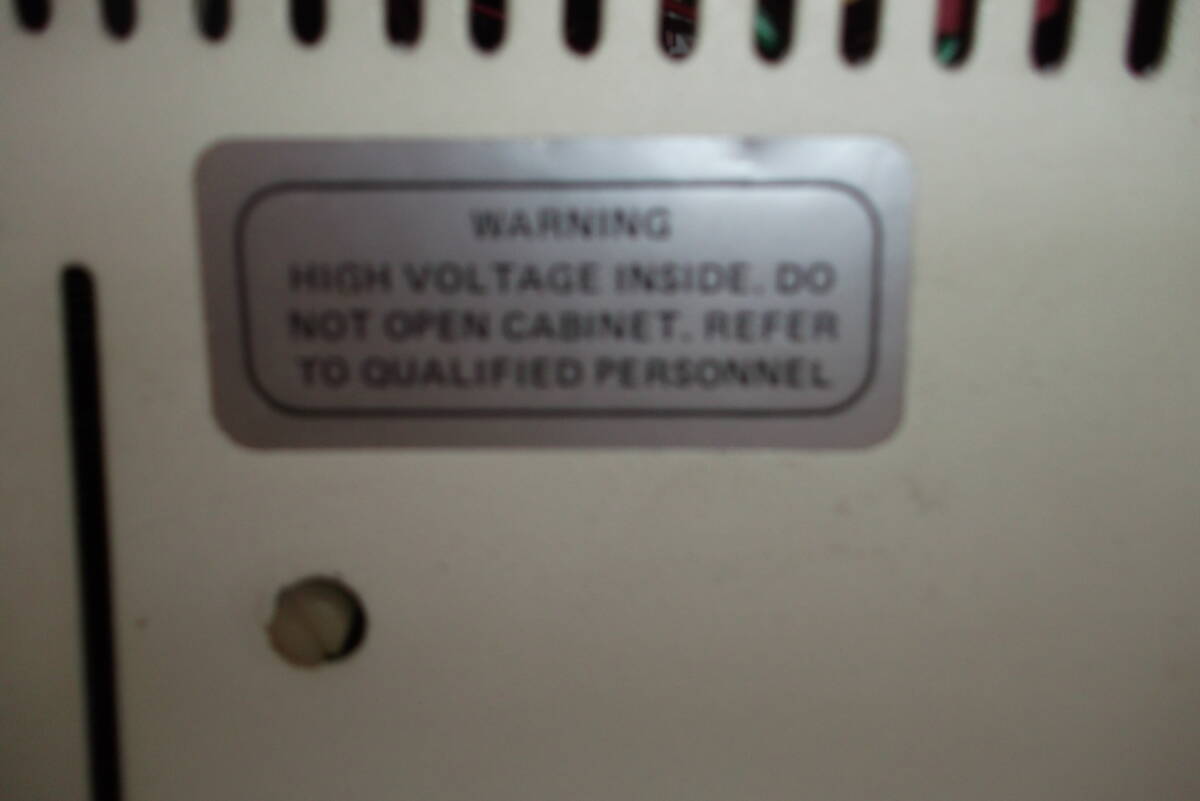 WARNING
HIGH VOLTAGE INSIDE. DO
NOT OPEN CABINET. REFER
TO QUALIFIED PERSONNEL